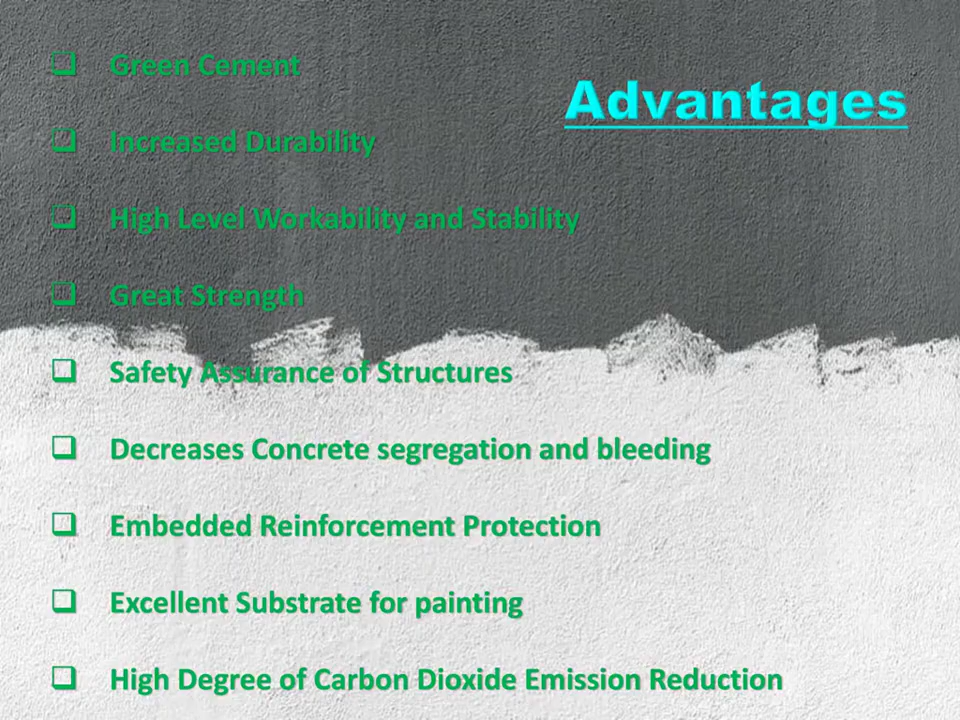 Advantages
Green Cement
Increased Durability
High Level Workability and Stability
Great Strength
Safety Assurance of Structures
Decreases Concrete segregation and bleeding
Embedded Reinforcement Protection
Excellent Substrate for painting
High Degree of Carbon Dioxide Emission Reduction